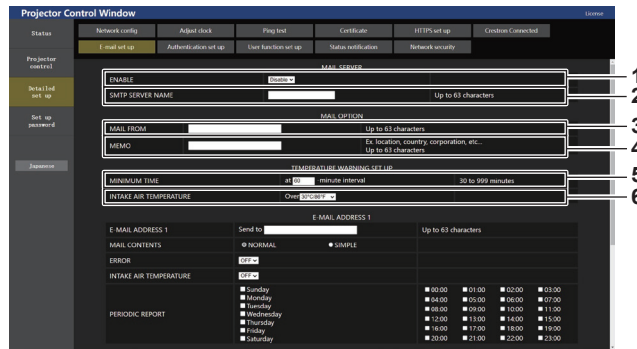 Projector Control Window
License
Status
Projector control
Detailed set up
Set up password
Japanese
Network config
Adjust clock
Ping test
Certificate
HTTPS set up
Crestron Connected
E-mail set up
Authentication set up
User function set up
Status notification
Network security
MAIL SERVER
ENABLE Disable
1
SMTP SERVER NAME Up to 63 characters
2
MAIL OPTION
MAIL FROM Up to 63 characters
3
MEMO Ex. location, country, corporation, etc...
Up to 63 characters
4
TEMPERATURE WARNING SET UP
MINIMUM TIME at 60 -minute interval 30 to 999 minutes
5
INTAKE AIR TEMPERATURE Over 30°C/86°F
6
E-MAIL ADDRESS 1
E-MAIL ADDRESS 1 Send to Up to 63 characters
MAIL CONTENTS NORMAL SIMPLE
ERROR OFF
INTAKE AIR TEMPERATURE OFF
PERIODIC REPORT
Sunday
Monday
Tuesday
Wednesday
Thursday
Friday
Saturday
00:00 01:00 02:00 03:00
04:00 05:00 06:00 07:00
08:00 09:00 10:00 11:00
12:00 13:00 14:00 15:00
16:00 17:00 18:00 19:00
20:00 21:00 22:00 23:00